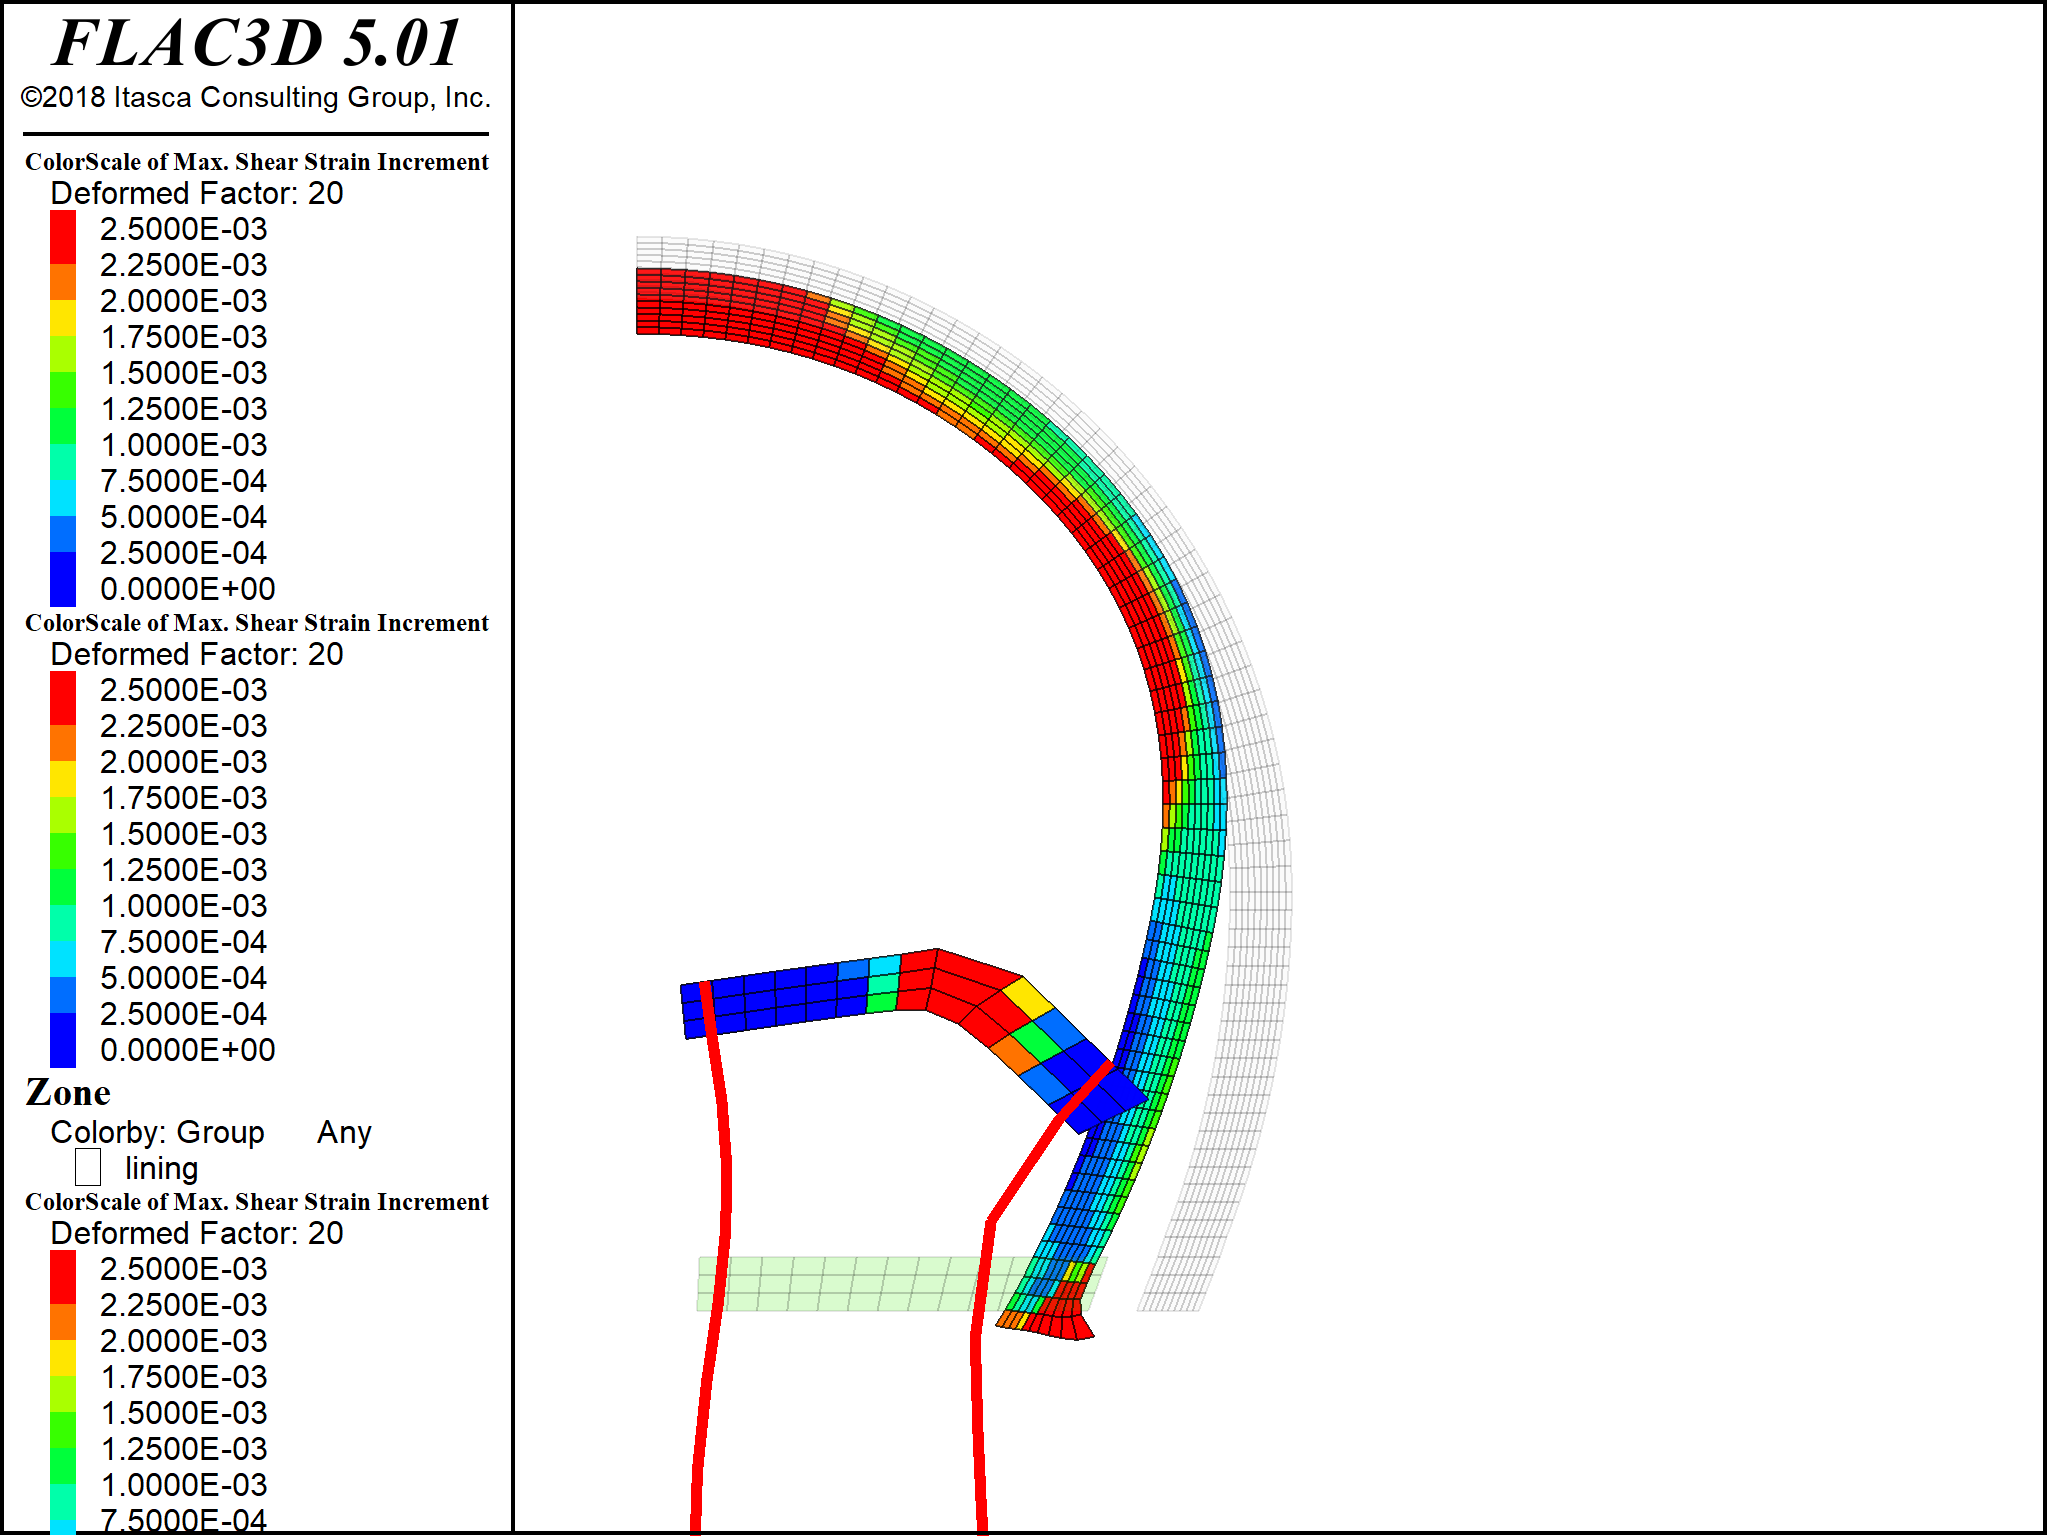 FLAC3D 5.01
©2018 Itasca Consulting Group, Inc.
ColorScale of Max. Shear Strain Increment
Deformed Factor: 20
2.5000E-03
2.2500E-03
2.0000E-03
1.7500E-03
1.5000E-03
1.2500E-03
1.0000E-03
7.5000E-04
5.0000E-04
2.5000E-04
0.0000E+00
ColorScale of Max. Shear Strain Increment
Deformed Factor: 20
2.5000E-03
2.2500E-03
2.0000E-03
1.7500E-03
1.5000E-03
1.2500E-03
1.0000E-03
7.5000E-04
5.0000E-04
2.5000E-04
0.0000E+00
Zone
Colorby: Group Any
lining
ColorScale of Max. Shear Strain Increment
Deformed Factor: 20
2.5000E-03
2.2500E-03
2.0000E-03
1.7500E-03
1.5000E-03
1.2500E-03
1.0000E-03
7.5000E-04